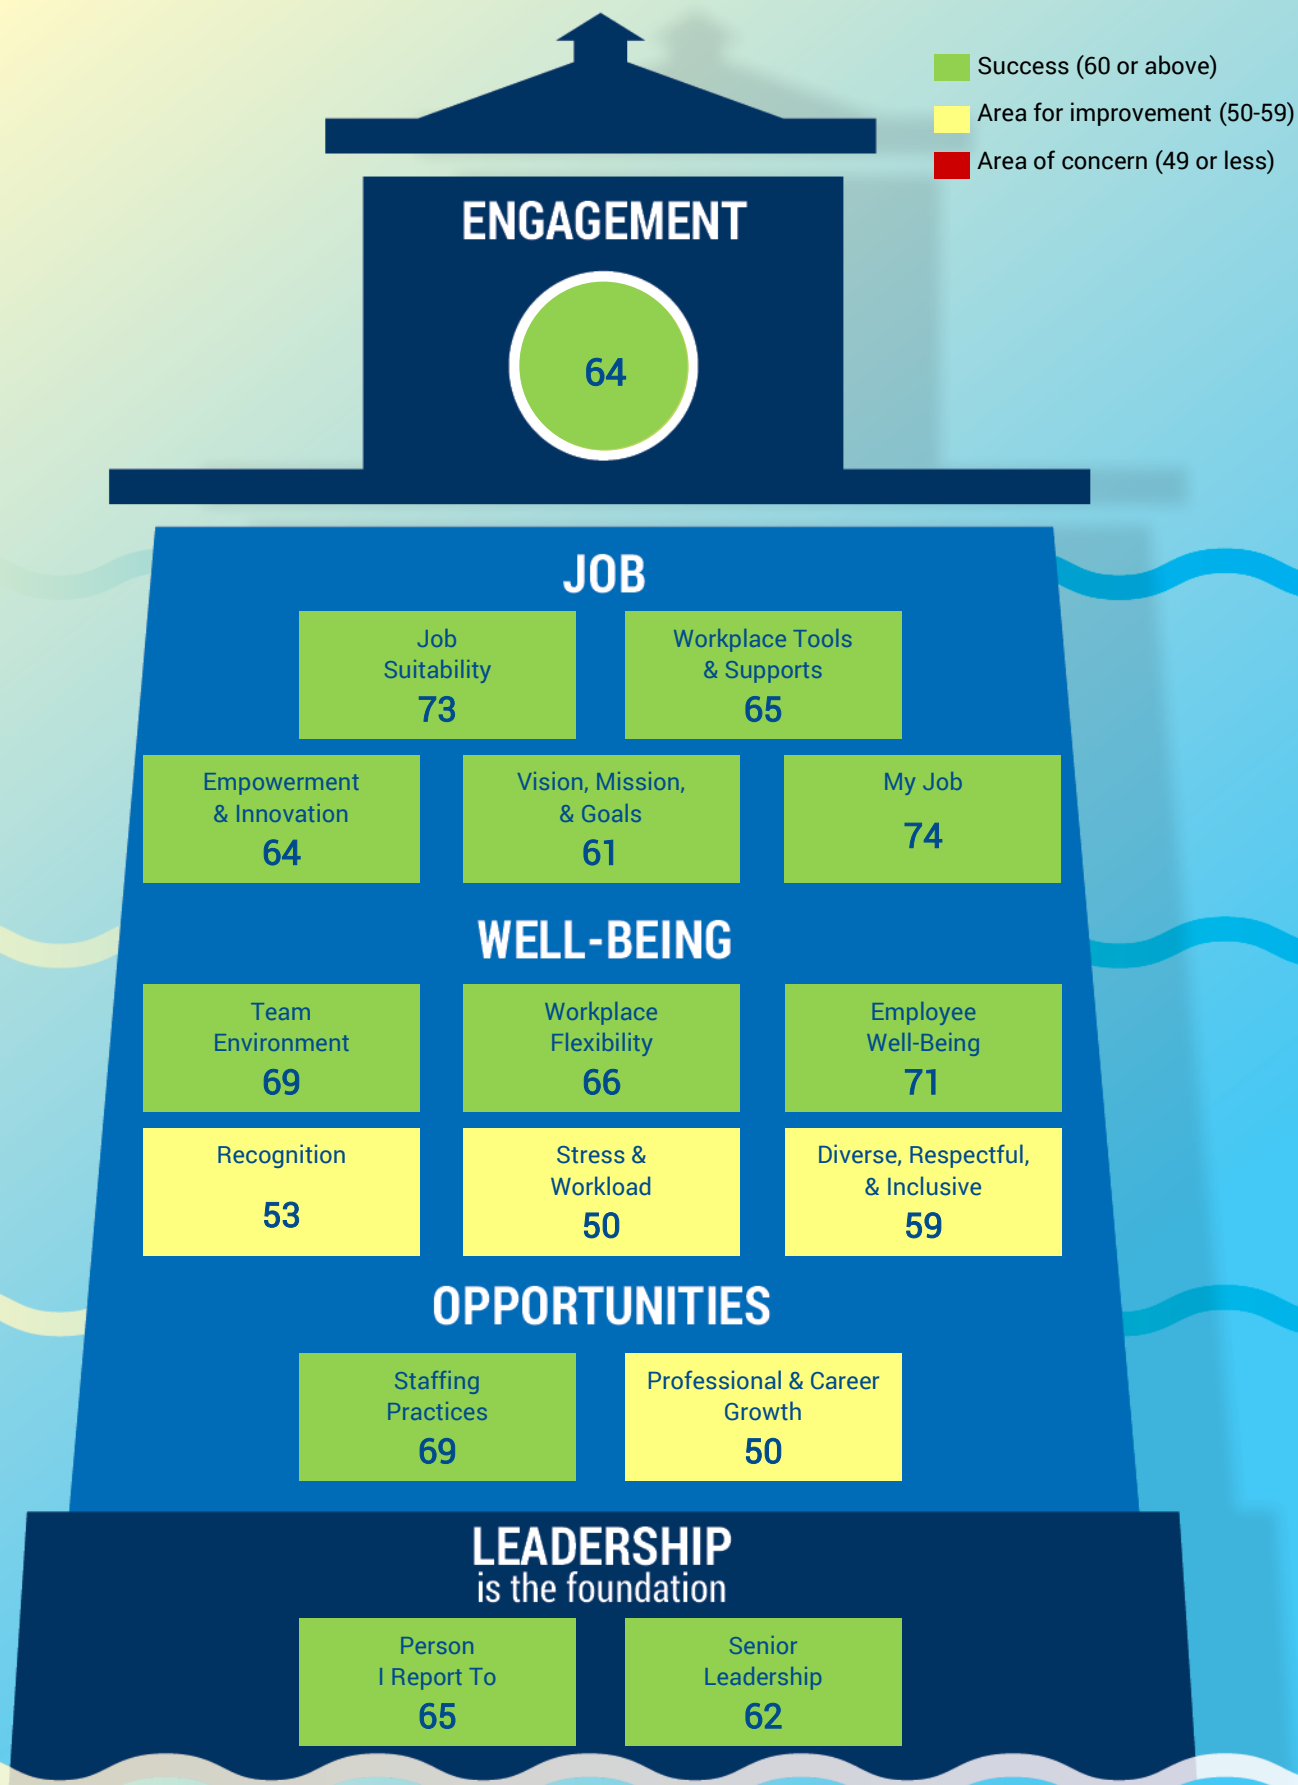 Success (60 or above)
Area for improvement (50-59)
Area of concern (49 or less)
ENGAGEMENT
64
JOB
Job
Suitability
73
Workplace Tools
& Supports
65
Empowerment
& Innovation
64
Vision, Mission,
& Goals
61
My Job
74
WELL-BEING
Team
Environment
69
Workplace
Flexibility
66
Employee
Well-Being
71
Recognition
53
Stress &
Workload
50
Diverse, Respectful,
& Inclusive
59
OPPORTUNITIES
Staffing
Practices
69
Professional & Career
Growth
50
LEADERSHIP
is the foundation
Person
I Report To
65
Senior
Leadership
62